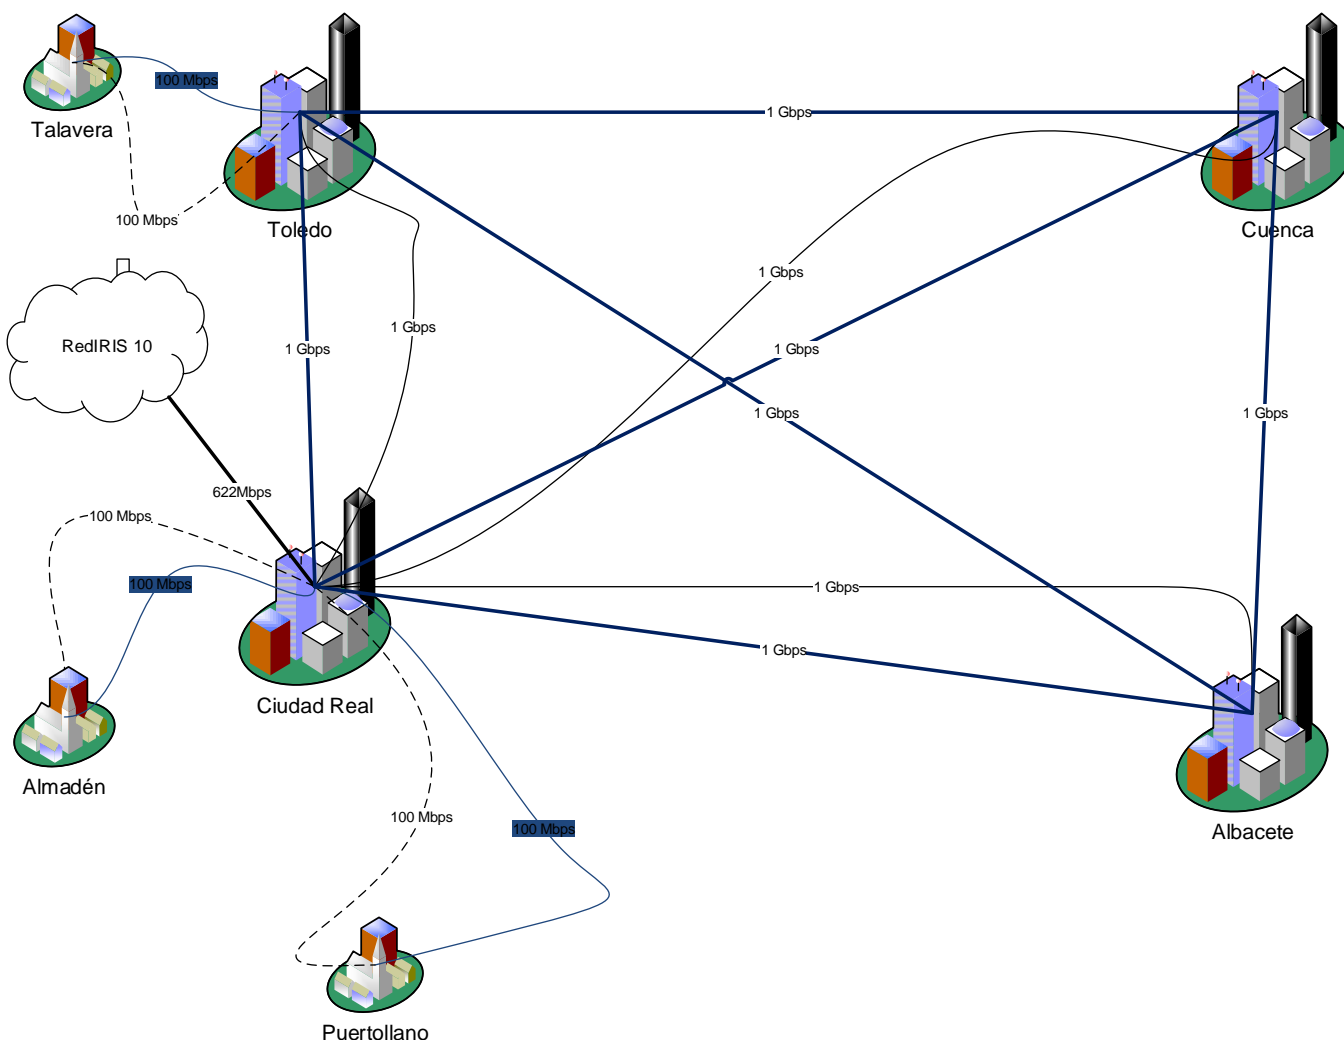 100 Mbps
1 Gbps
Talavera
100 Mbps
Toledo
Cuenca
1 Gbps
1 Gbps
RedIRIS 10
1 Gbps
1 Gbps
1 Gbps
1 Gbps
622Mbps
100 Mbps
100 Mbps
1 Gbps
1 Gbps
Ciudad Real
Almadén
100 Mbps
100 Mbps
Albacete
Puertollano